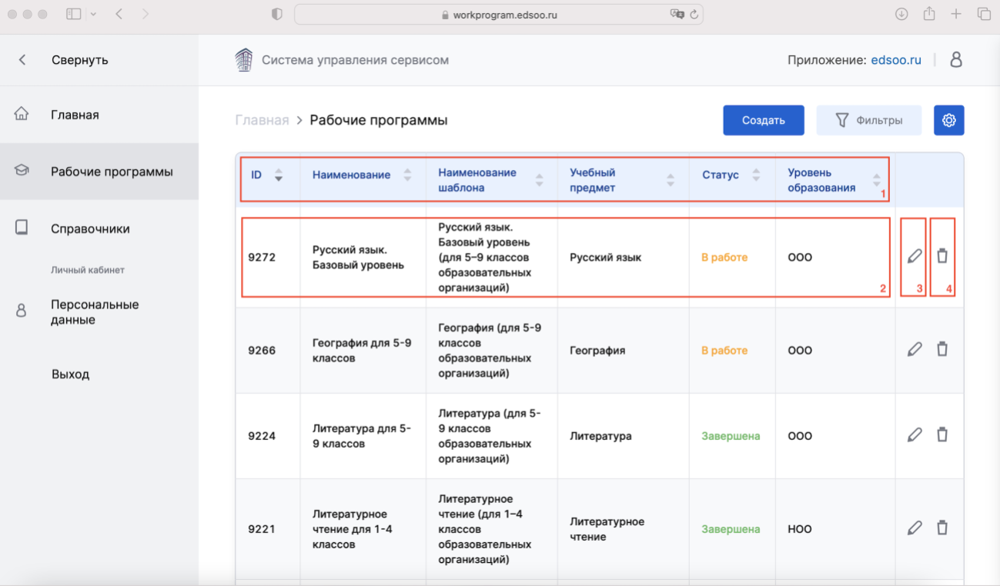 workprogram.edsoo.ru
Свернуть
Система управления сервисом
Приложение: edsoo.ru
Главная
Рабочие программы
Справочники
Личный кабинет
Персональные
данные
Выход
Главная > Рабочие программы
Создать
Фильтры
ID
Наименование
Наименование
шаблона
Учебный
предмет
Статус
Уровень
образования
1
9272
Русский язык.
Базовый уровень
Русский язык.
Базовый уровень
(для 5–9 классов
образовательных
организаций)
Русский язык
В работе
ООО
2
3
4
9266
География для 5-9
классов
География (для 5-9
классов
образовательных
организаций)
География
В работе
ООО
9224
Литература для 5-
9 классов
Литература (для 5-
9 классов
образовательных
организаций)
Литература
Завершена
ООО
9221
Литературное
чтение для 1-4
классов
Литературное
чтение (для 1–4
классов
образовательных
организаций)
Литературное
чтение
Завершена
НОО